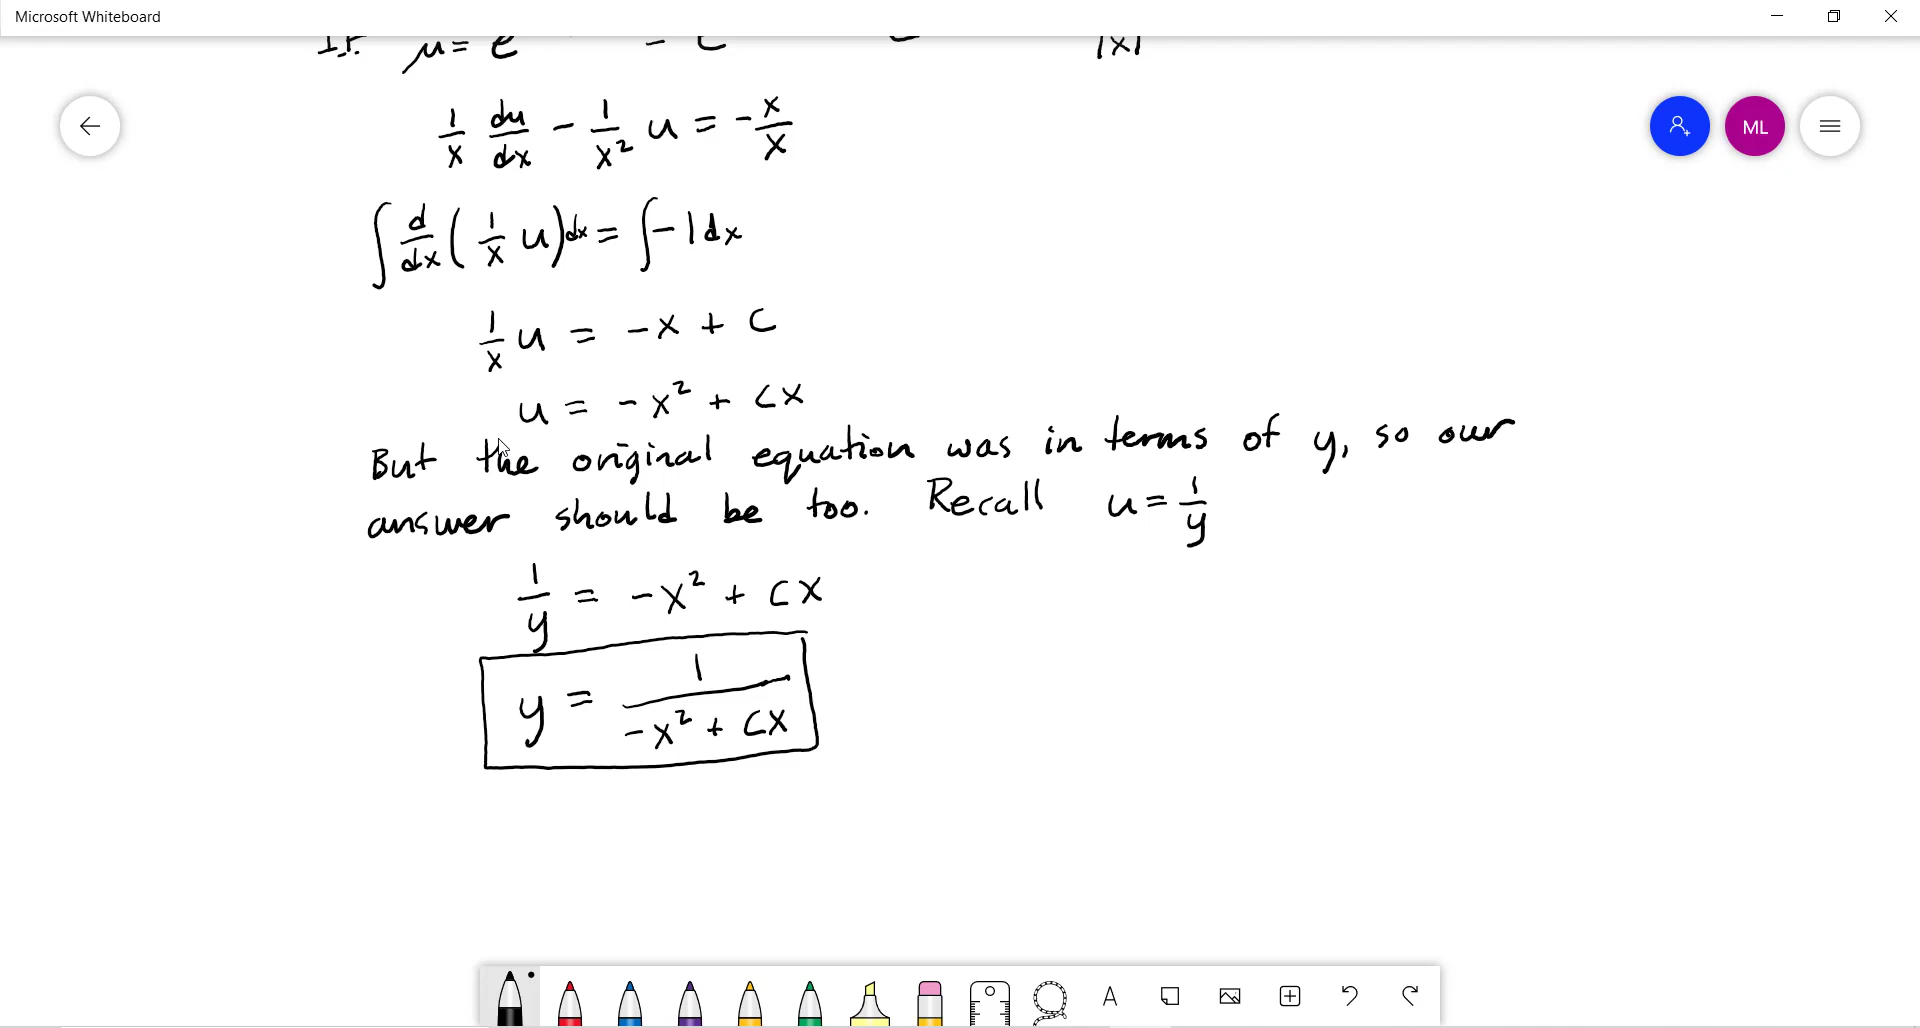 Microsoft Whiteboard
I.F. μ = e
|x|
ML
1/x du/dx - 1/x² u = -x/x
∫ d/dx (1/x u) dx = ∫ -1 dx
1/x u = -x + C
u = -x² + Cx
But the original equation was in terms of y, so our
answer should be too. Recall u = 1/y
1/y = -x² + Cx
y = 1/(-x² + Cx)
A